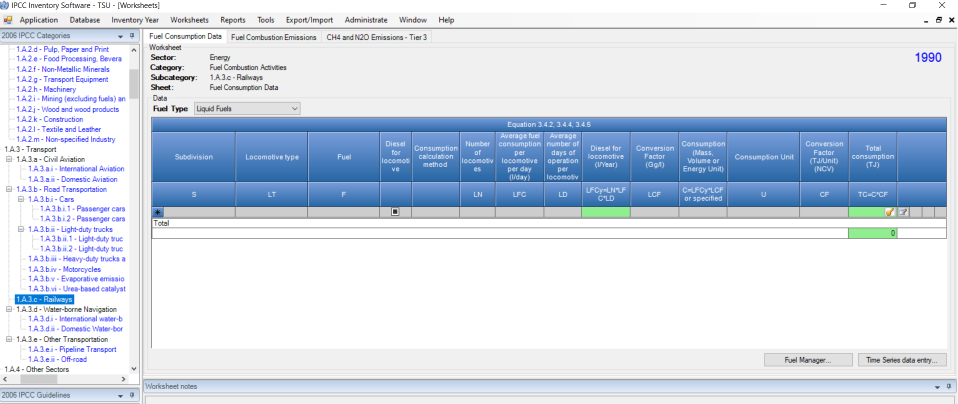 IPCC Inventory Software - TSU - [Worksheets]
Application Database Inventory Year Worksheets Reports Tools Export/Import Administrate Window Help
2006 IPCC Categories
1.A.2.d - Pulp, Paper and Print
1.A.2.e - Food Processing, Bevera
1.A.2.f - Non-Metallic Minerals
1.A.2.g - Transport Equipment
1.A.2.h - Machinery
1.A.2.i - Mining (excluding fuels) an
1.A.2.j - Wood and wood products
1.A.2.k - Construction
1.A.2.l - Textile and Leather
1.A.2.m - Non-specified Industry
1.A.3 - Transport
1.A.3.a - Civil Aviation
1.A.3.a.i - International Aviation
1.A.3.a.ii - Domestic Aviation
1.A.3.b - Road Transportation
1.A.3.b.i - Cars
1.A.3.b.i.1 - Passenger cars
1.A.3.b.i.2 - Passenger cars
1.A.3.b.ii - Light-duty trucks
1.A.3.b.ii.1 - Light-duty truc
1.A.3.b.ii.2 - Light-duty truc
1.A.3.b.iii - Heavy-duty trucks a
1.A.3.b.iv - Motorcycles
1.A.3.b.v - Evaporative emissio
1.A.3.b.vi - Urea-based catalyst
1.A.3.c - Railways
1.A.3.d - Water-borne Navigation
1.A.3.d.i - International water-b
1.A.3.d.ii - Domestic Water-bor
1.A.3.e - Other Transportation
1.A.3.e.i - Pipeline Transport
1.A.3.e.ii - Off-road
1.A.4 - Other Sectors
2006 IPCC Guidelines
Fuel Consumption Data Fuel Combustion Emissions CH4 and N2O Emissions - Tier 3
Worksheet
Sector: Energy
Category: Fuel Combustion Activities
Subcategory: 1.A.3.c - Railways
Sheet: Fuel Consumption Data
1990
Data
Fuel Type Liquid Fuels
Equation 3.4.2, 3.4.4, 3.4.5
Subdivision
Locomotive type
Fuel
Diesel
for
locomoti
ve
Consumption
calculation
method
Number
of
locomotiv
es
Average fuel
consumption
per
locomotive
per day
(l/day)
Average
number of
days of
operation
per
locomotiv
Diesel for
locomotive
(l/Year)
Conversion
Factor
(Gg/l)
Consumption
(Mass,
Volume or
Energy Unit)
Consumption Unit
Conversion
Factor
(TJ/Unit)
(NCV)
Total
consumption
(TJ)
S
LT
F
LN
LFC
LD
LFCy=LN*LF
C*LD
LCF
C=LFCy*LCF
or specified
U
CF
TC=C*CF
Total
0
Fuel Manager... Time Series data entry...
Worksheet notes